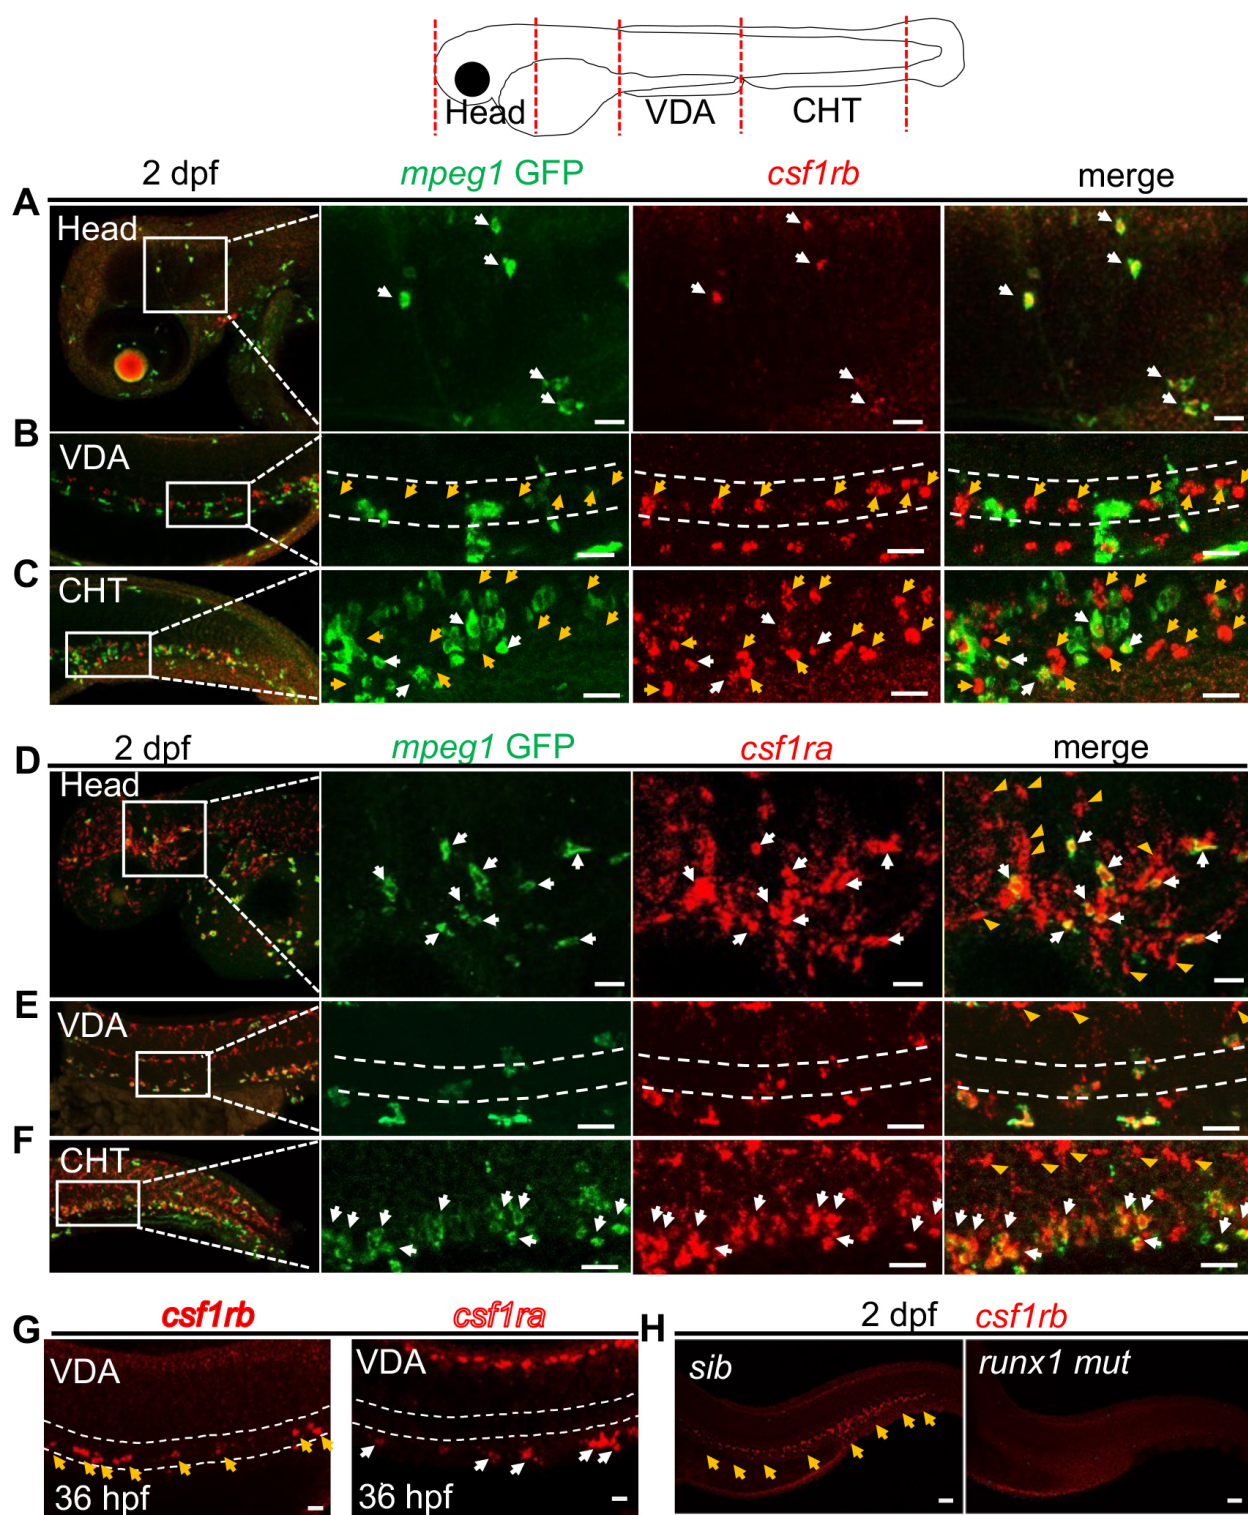 Head VDA CHT
2 dpf mpeg1 GFP csf1rb merge
A
Head
B
VDA
C
CHT
2 dpf mpeg1 GFP csf1ra merge
D
Head
E
VDA
F
CHT
G csf1rb csf1ra
VDA VDA
36 hpf 36 hpf
H 2 dpf csf1rb
sib runx1 mut